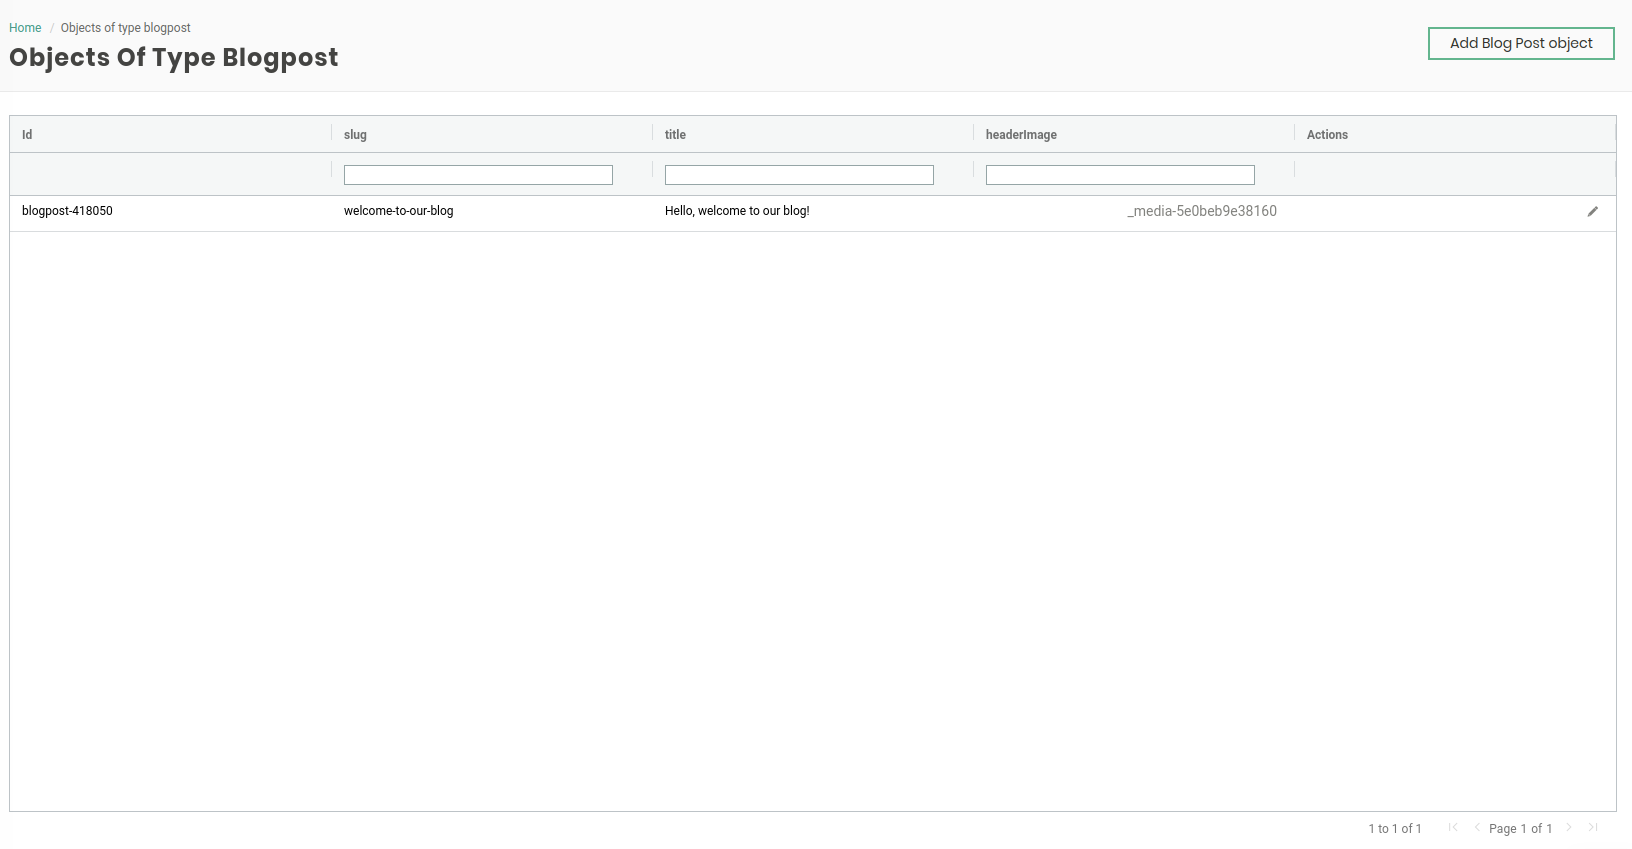 Home / Objects of type blogpost
Objects Of Type Blogpost
Add Blog Post object
Id slug title headerImage Actions
blogpost-418050 welcome-to-our-blog Hello, welcome to our blog! _media-5e0beb9e38160
1 to 1 of 1 Page 1 of 1